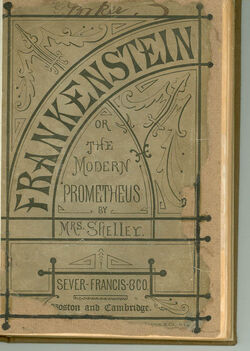 FRANKENSTEIN
OR
THE
MODERN
PROMETHEUS
BY
MRS. SHELLEY.
SEVER·FRANCIS·&CO.
Boston and Cambridge.